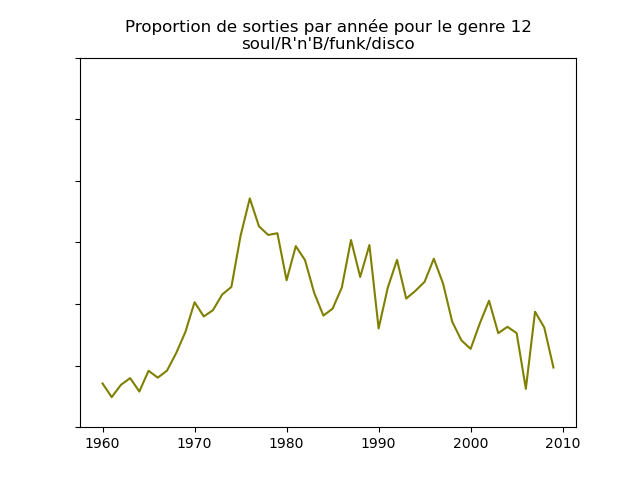 Proportion de sorties par année pour le genre 12
soul/R'n'B/funk/disco
1960 1970 1980 1990 2000 2010